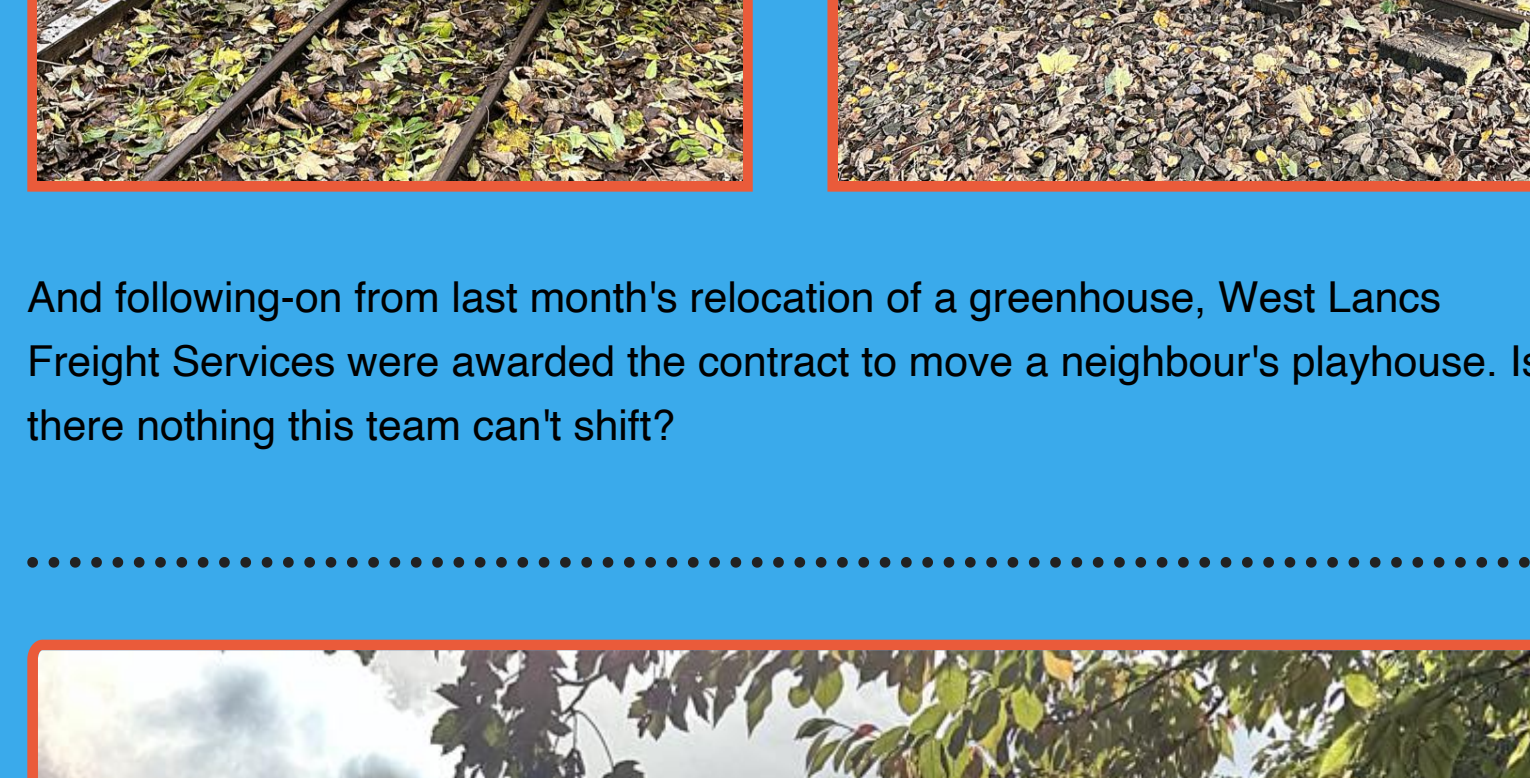 And following-on from last month's relocation of a greenhouse, West Lancs
Freight Services were awarded the contract to move a neighbour's playhouse. Is
there nothing this team can't shift?